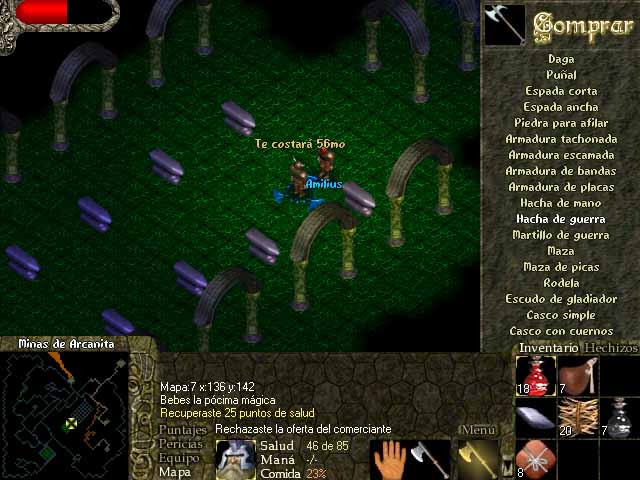 Comprar
Daga
Puñal
Espada corta
Espada ancha
Piedra para afilar
Armadura tachonada
Armadura escamada
Armadura de bandas
Armadura de placas
Hacha de mano
Hacha de guerra
Martillo de guerra
Maza
Maza de picas
Rodela
Escudo de gladiador
Casco simple
Casco con cuernos
Te costará 56mo
Amilius
Minas de Arcanita
Inventario Hechizos
18 7
20 7
8
Mapa:7 x:136 y:142
Bebes la pócima mágica
Recuperaste 25 puntos de salud
Rechazaste la oferta del comerciante
Puntajes
Pericias
Equipo
Mapa
Salud 46 de 85
Maná -/-
Comida 23%
Menú